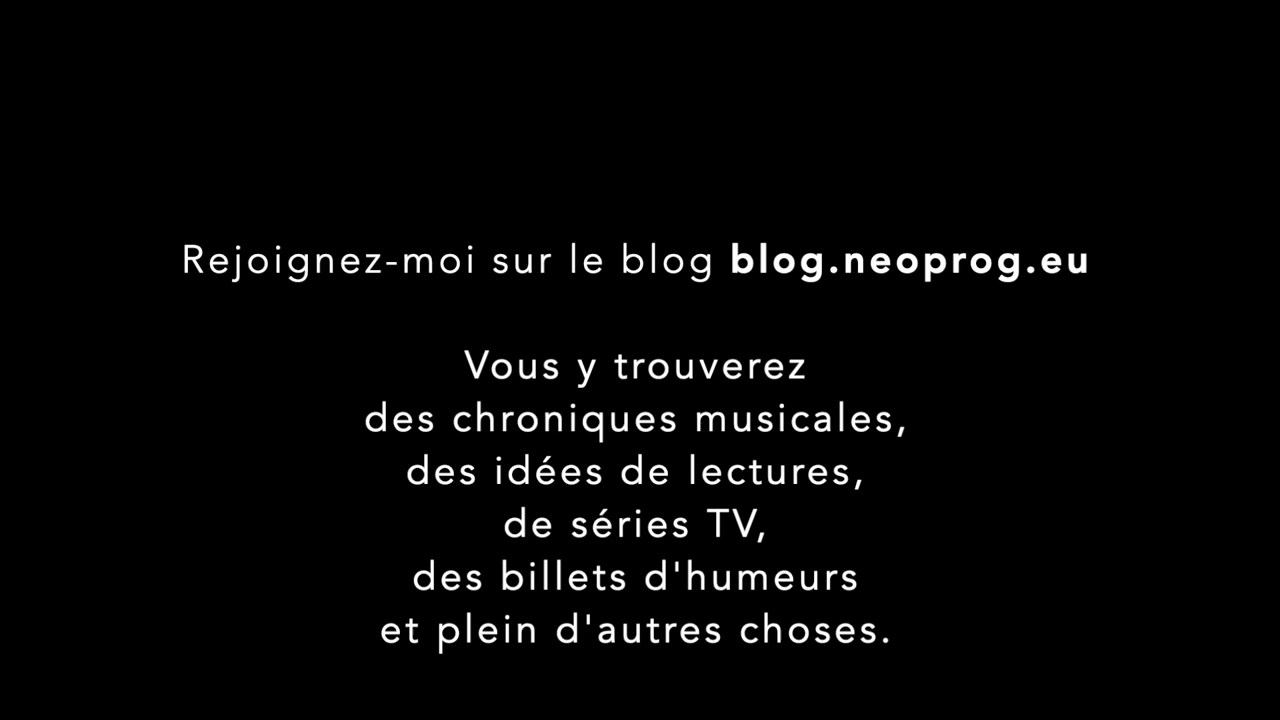 Rejoignez-moi sur le blog blog.neoprog.eu
Vous y trouverez
des chroniques musicales,
des idées de lectures,
de séries TV,
des billets d'humeurs
et plein d'autres choses.